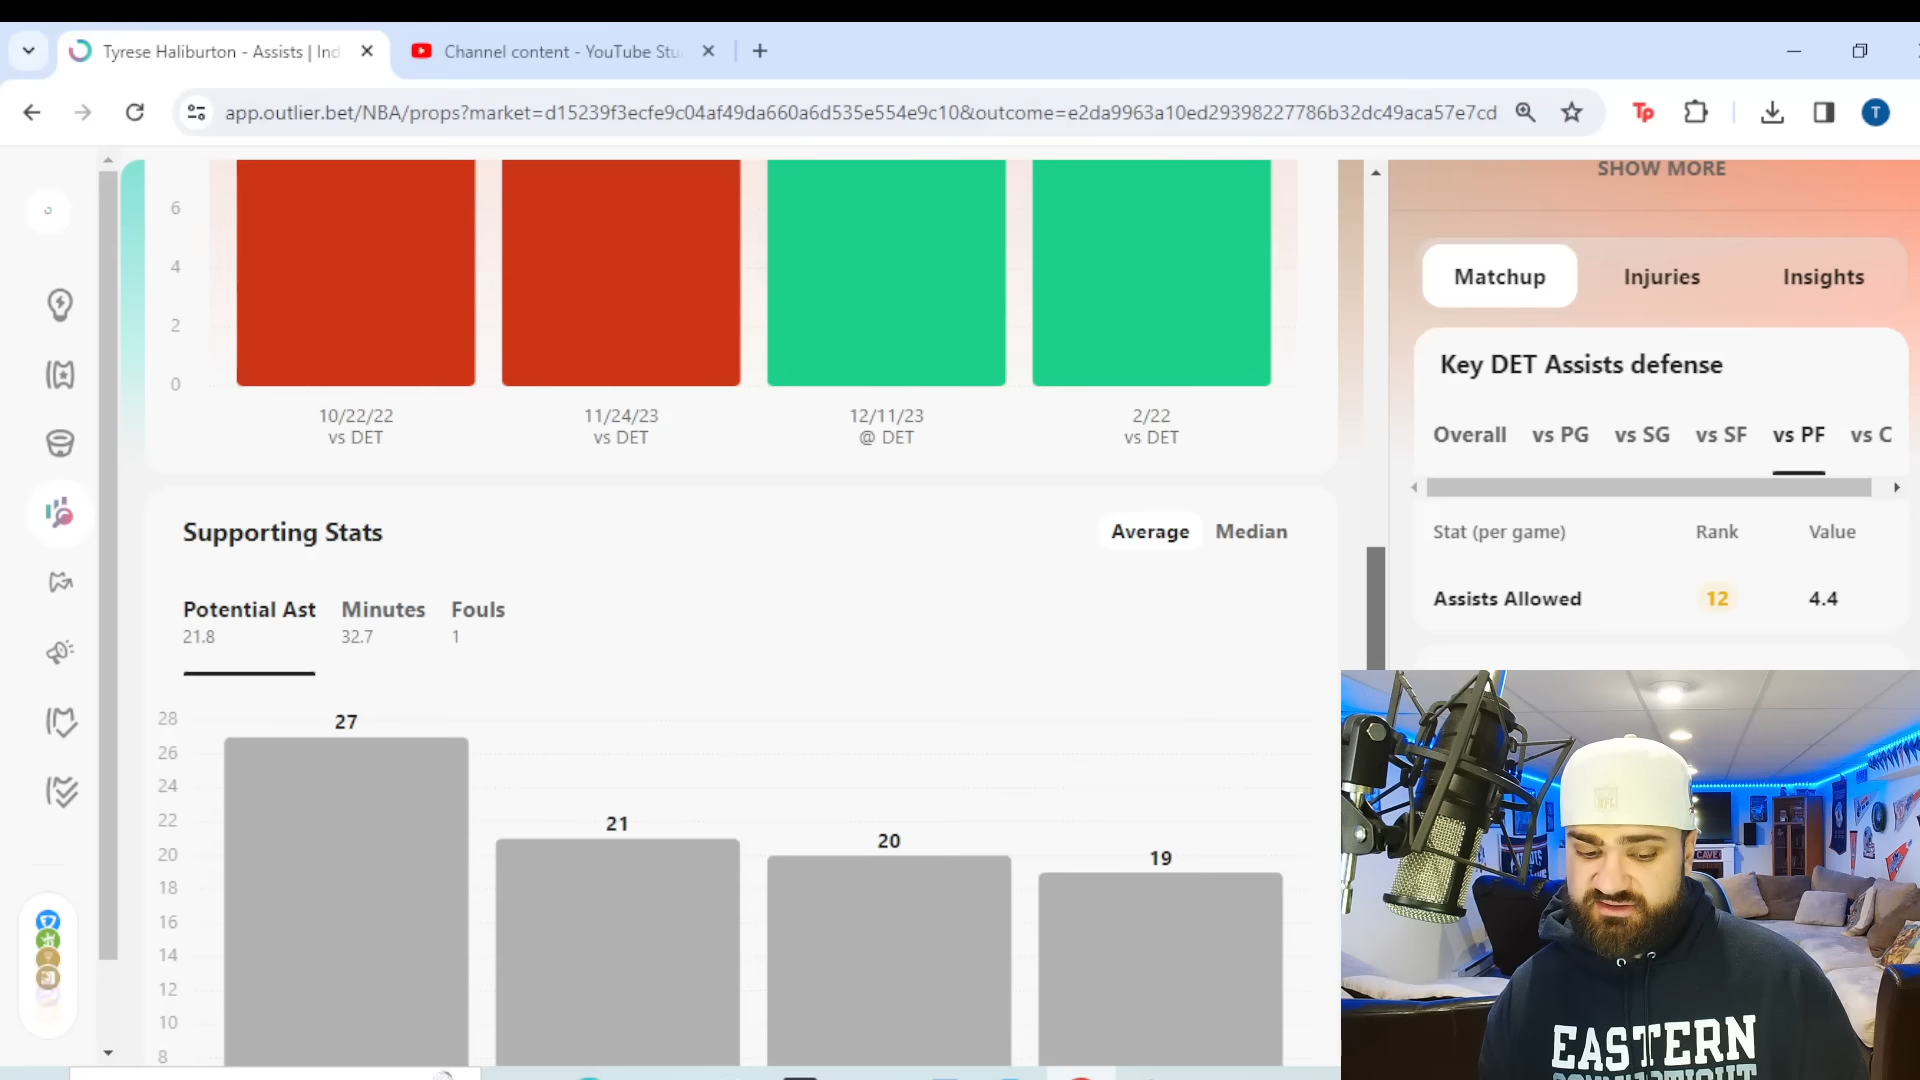 Tyrese Haliburton - Assists | Ind
Channel content - YouTube Stu
app.outlier.bet/NBA/props?market=d15239f3ecfe9c04af49da660a6d535e554e9c10&outcome=e2da9963a10ed29398227786b32dc49aca57e7cd
Tp
T
6
4
2
0
10/22/22
vs DET
11/24/23
vs DET
12/11/23
@ DET
2/22
vs DET
Supporting Stats
Average Median
Potential Ast Minutes Fouls
21.8 32.7 1
28
26
24
22
20
18
16
14
12
10
8
27
21
20
19
SHOW MORE
Matchup Injuries Insights
Key DET Assists defense
Overall vs PG vs SG vs SF vs PF vs C
Stat (per game) Rank Value
Assists Allowed 12 4.4
CAVE
EASTERN